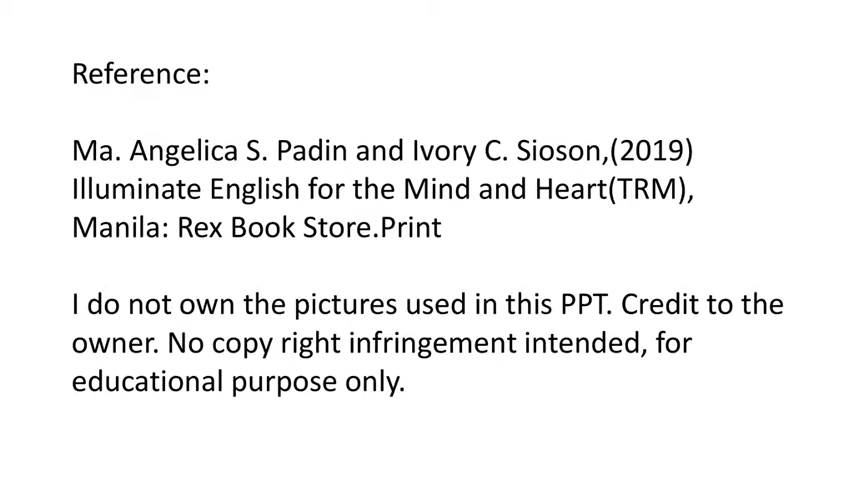 Reference:
Ma. Angelica S. Padin and Ivory C. Sioson,(2019)
Illuminate English for the Mind and Heart(TRM),
Manila: Rex Book Store.Print
I do not own the pictures used in this PPT. Credit to the
owner. No copy right infringement intended, for
educational purpose only.